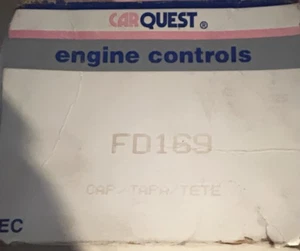 CARQUEST®
engine controls
FD169
CAP/TAPA/TETE
EC